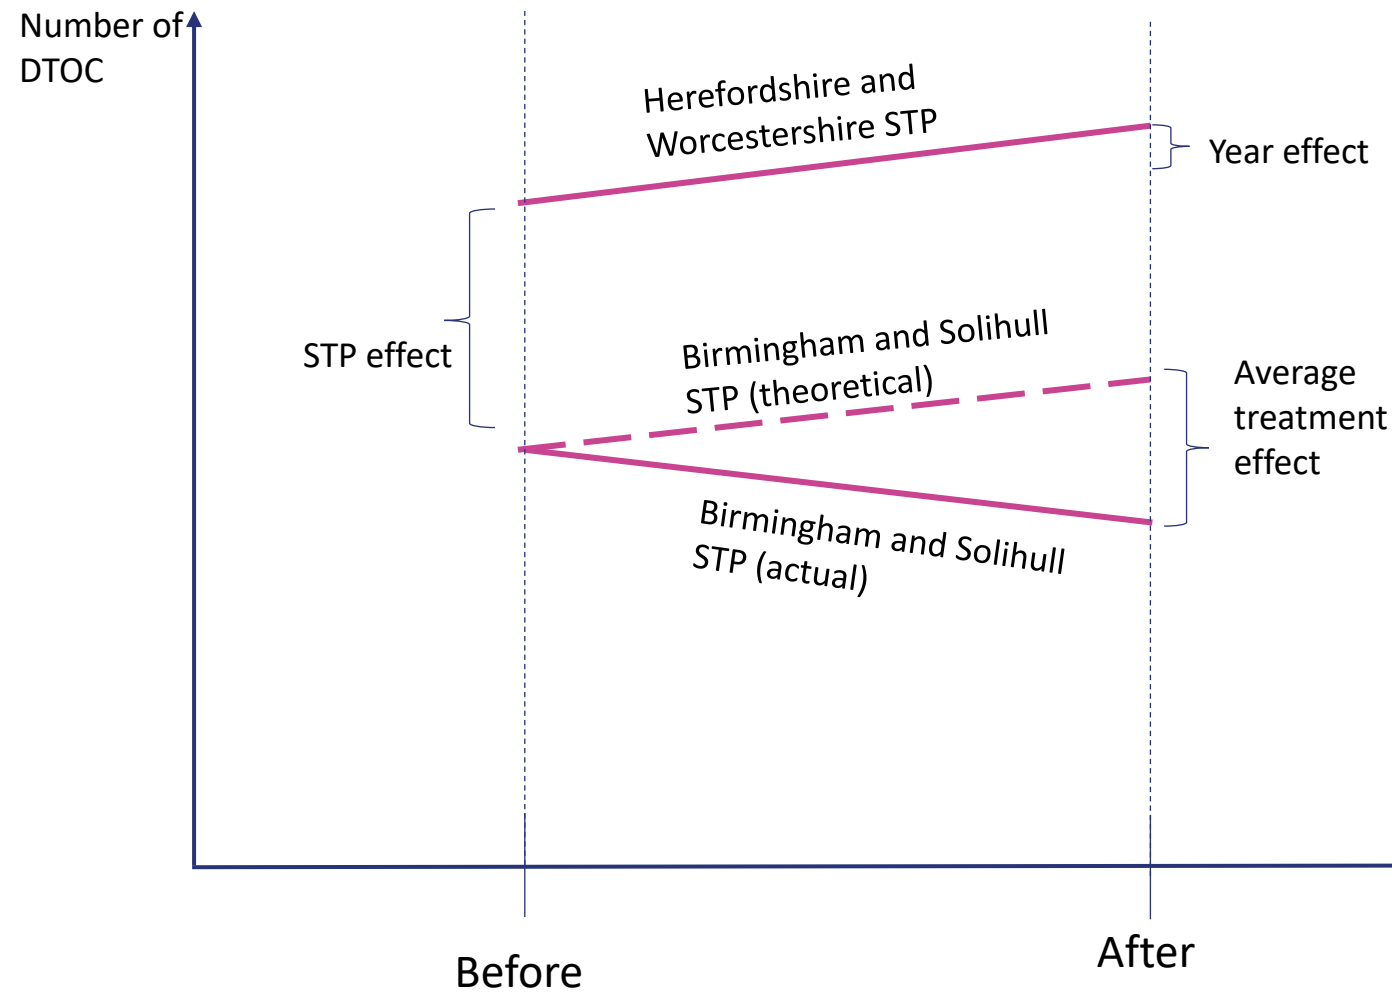 Number of
DTOC
Herefordshire and
Worcestershire STP
Year effect
STP effect
Birmingham and Solihull
STP (theoretical)
Average
treatment
effect
Birmingham and Solihull
STP (actual)
Before
After